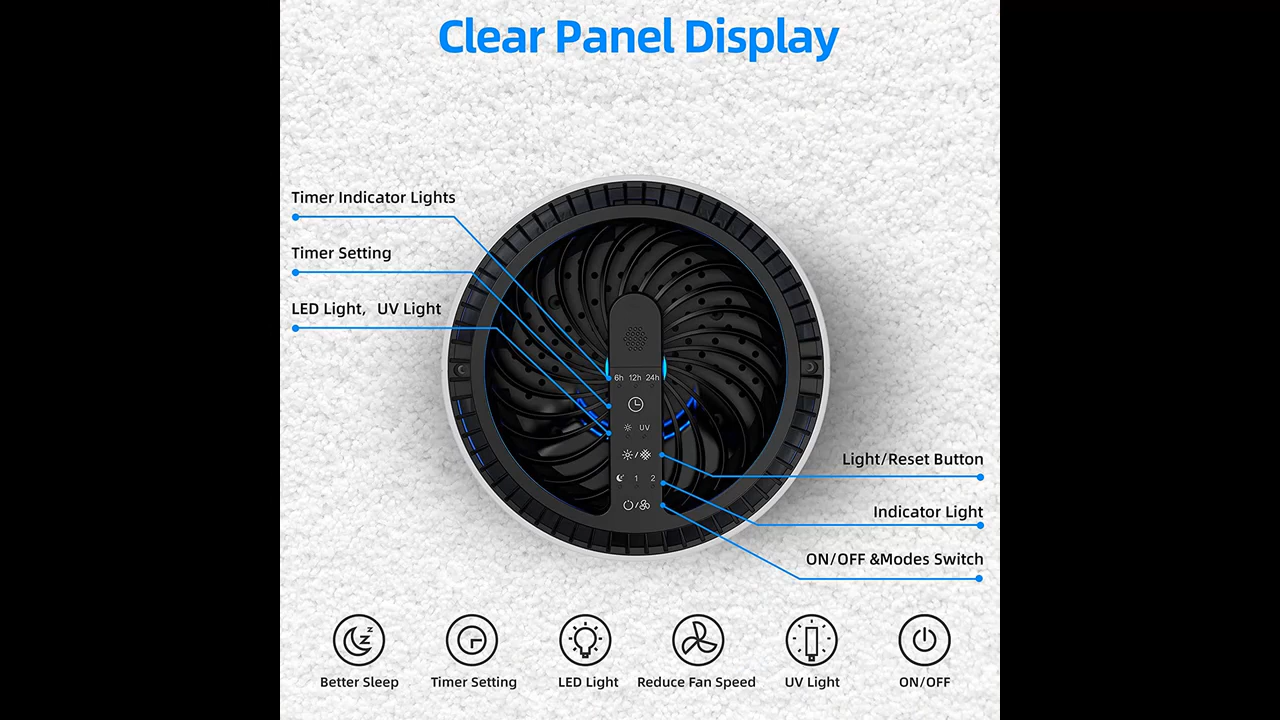 Clear Panel Display
Timer Indicator Lights
Timer Setting
LED Light, UV Light
6h 12h 24h
UV
/
1 2
/
Light/Reset Button
Indicator Light
ON/OFF &Modes Switch
z z
Better Sleep
Timer Setting
LED Light
Reduce Fan Speed
UV Light
ON/OFF